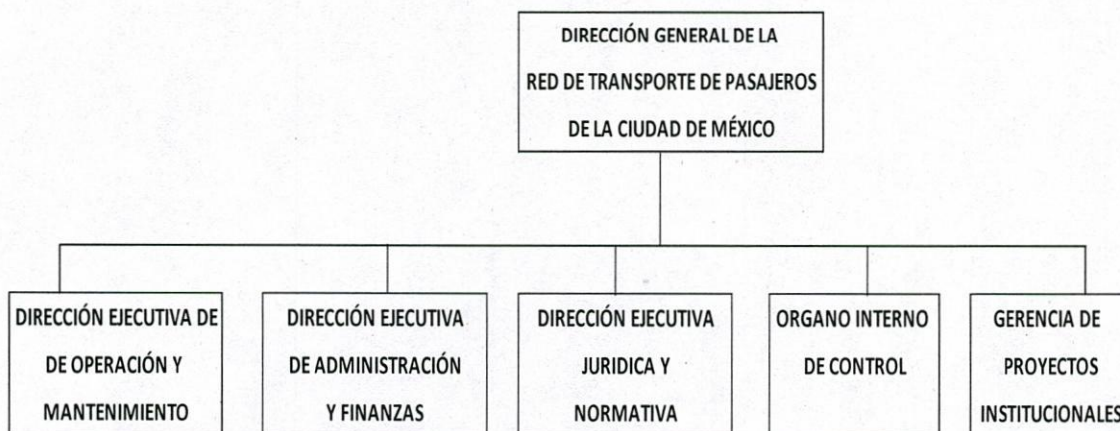 DIRECCIÓN GENERAL DE LA
RED DE TRANSPORTE DE PASAJEROS
DE LA CIUDAD DE MÉXICO
DIRECCIÓN EJECUTIVA DE
DE OPERACIÓN Y
MANTENIMIENTO
DIRECCIÓN EJECUTIVA
DE ADMINISTRACIÓN
Y FINANZAS
DIRECCIÓN EJECUTIVA
JURIDICA Y
NORMATIVA
ORGANO INTERNO
DE CONTROL
GERENCIA DE
PROYECTOS
INSTITUCIONALES